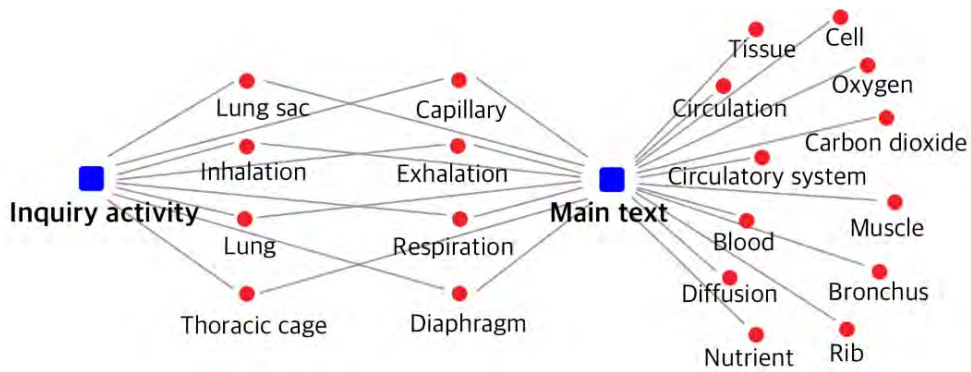 Tissue
Cell
Oxygen
Lung sac
Capillary
Circulation
Carbon dioxide
Inhalation
Exhalation
Circulatory system
Inquiry activity
Main text
Muscle
Lung
Respiration
Blood
Diffusion
Bronchus
Thoracic cage
Diaphragm
Nutrient
Rib